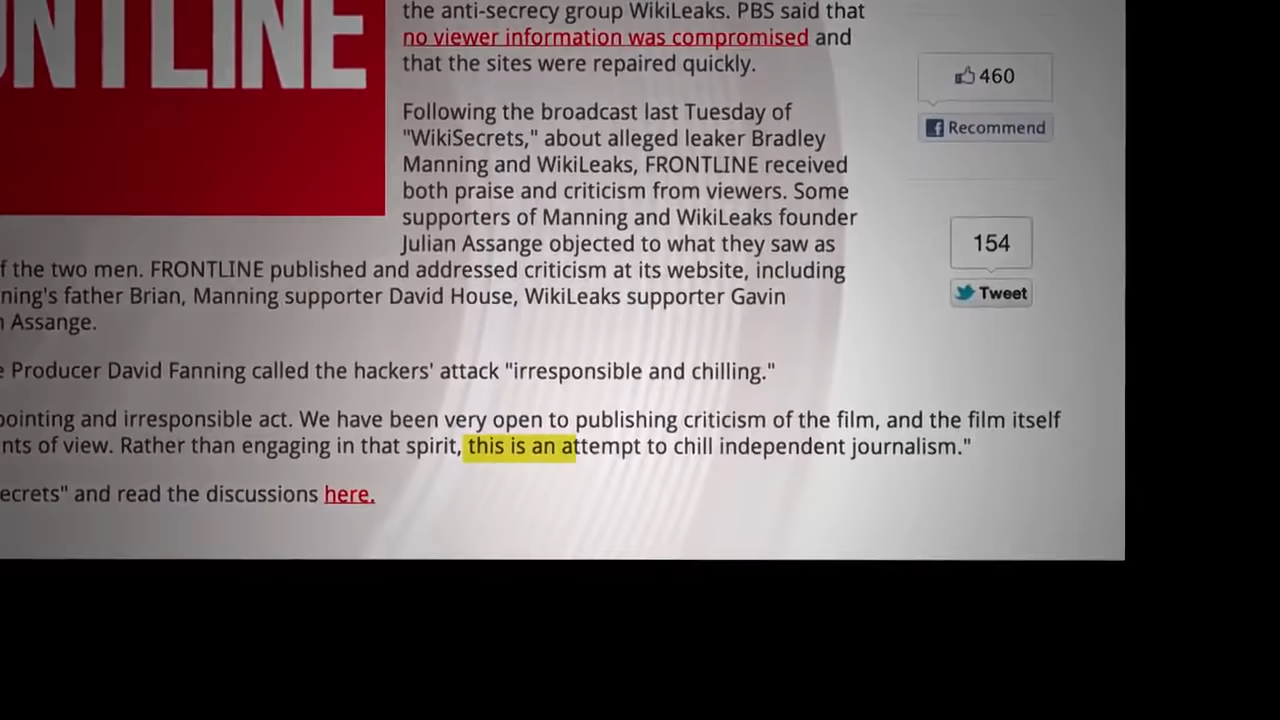 the anti-secrecy group WikiLeaks. PBS said that
no viewer information was compromised and
that the sites were repaired quickly.
Following the broadcast last Tuesday of
"WikiSecrets," about alleged leaker Bradley
Manning and WikiLeaks, FRONTLINE received
both praise and criticism from viewers. Some
supporters of Manning and WikiLeaks founder
Julian Assange objected to what they saw as
f the two men. FRONTLINE published and addressed criticism at its website, including
ning's father Brian, Manning supporter David House, WikiLeaks supporter Gavin
n Assange.
e Producer David Fanning called the hackers' attack "irresponsible and chilling."
pointing and irresponsible act. We have been very open to publishing criticism of the film, and the film itself
nts of view. Rather than engaging in that spirit, this is an attempt to chill independent journalism."
ecrets" and read the discussions here.
NTLINE
460
Recommend
154
Tweet